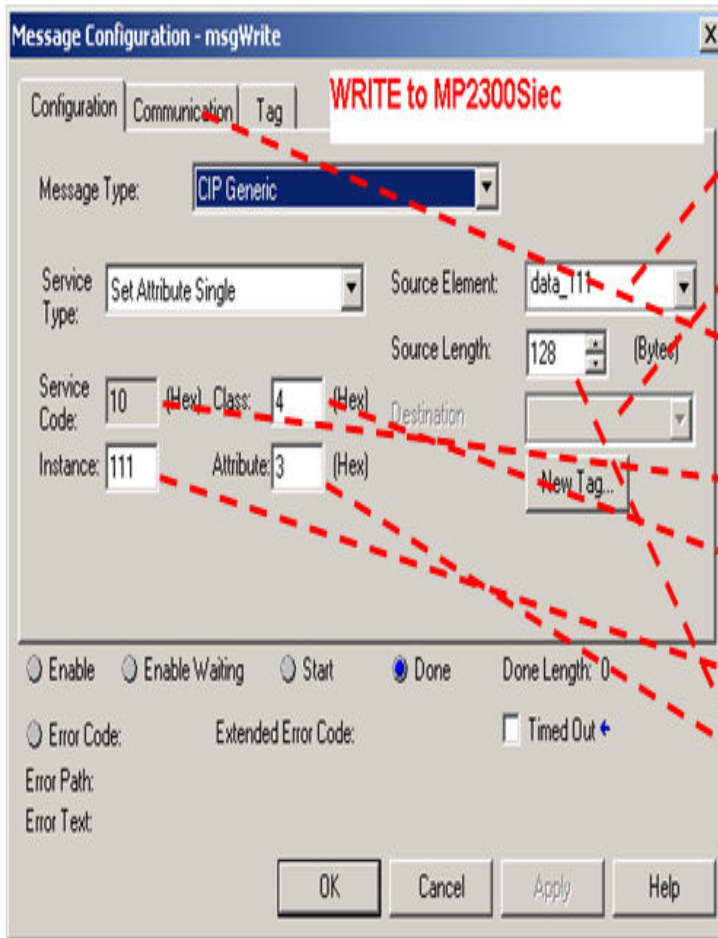 Message Configuration - msgWrite X
Configuration Communication Tag
WRITE to MP2300Siec
Message Type: CIP Generic
Service Type: Set Attribute Single
Source Element: data_111
Source Length: 128 (Bytes)
Service Code: 10 (Hex) Class: 4 (Hex)
Destination
Instance: 111 Attribute: 3 (Hex)
New Tag...
Enable Enable Waiting Start Done Done Length: 0
Error Code: Extended Error Code: Timed Out
Error Path:
Error Text:
OK Cancel Apply Help